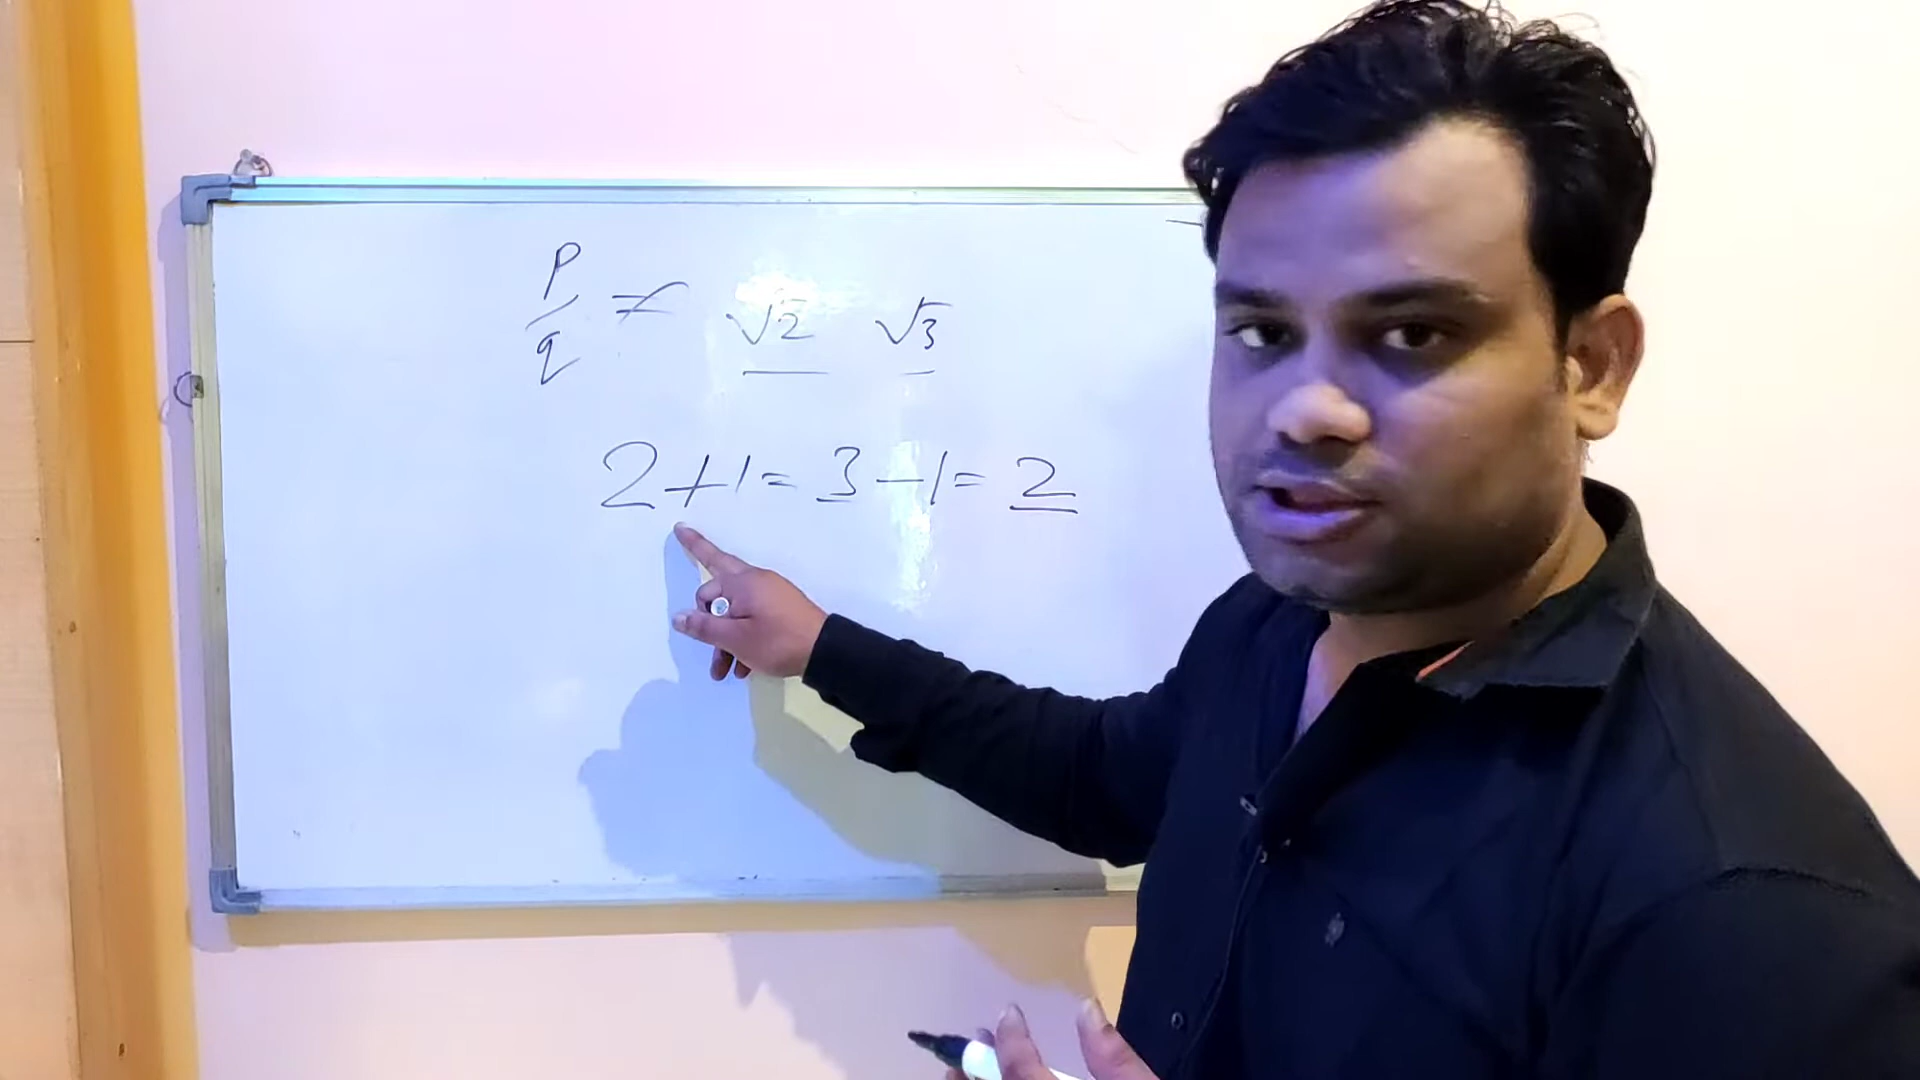 p/q ≠ √2 √3
2+1=3-1=2